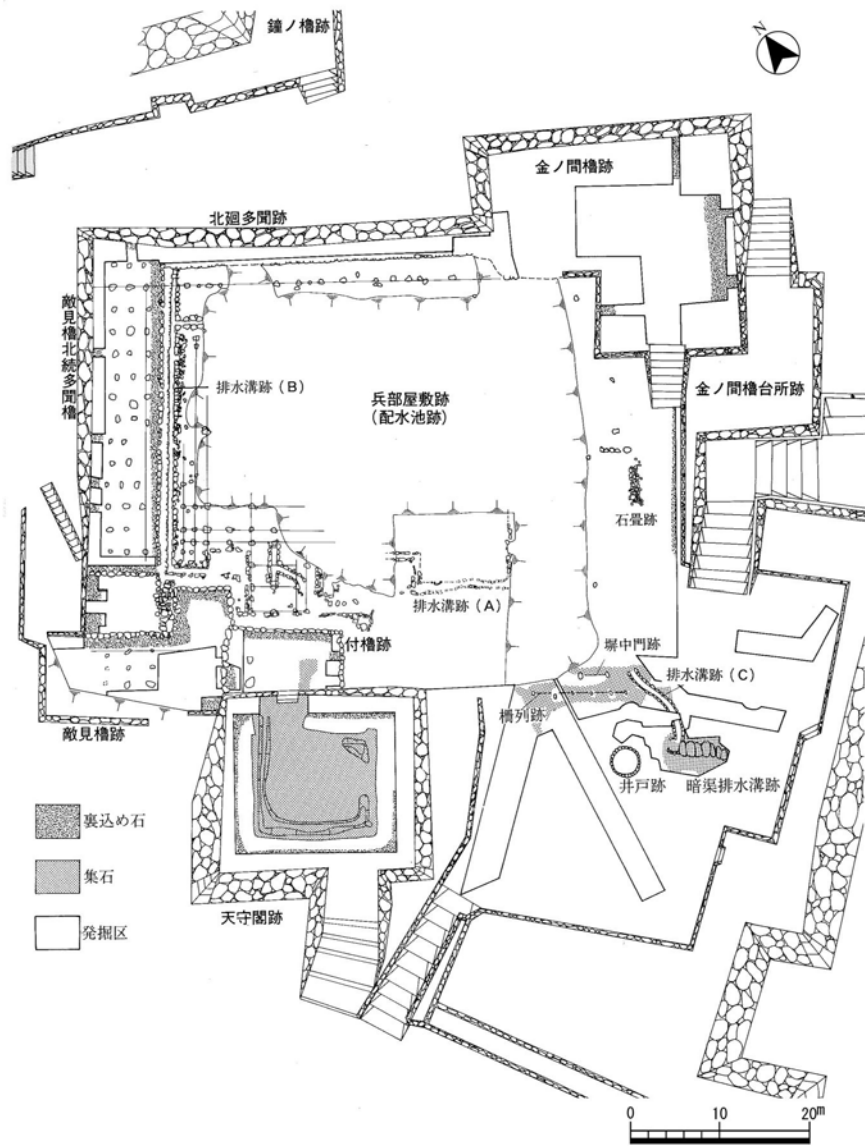 鐘ノ櫓跡
N
金ノ間櫓跡
北廻多聞跡
敵見櫓北続多聞櫓
排水溝跡(B)
兵部屋敷跡
(配水池跡)
金ノ間櫓台所跡
石畳跡
排水溝跡(A)
付櫓跡
塀中門跡
排水溝跡(C)
柵列跡
敵見櫓跡
井戸跡
暗渠排水溝跡
裏込め石
集石
発掘区
天守閣跡
0 10 20m